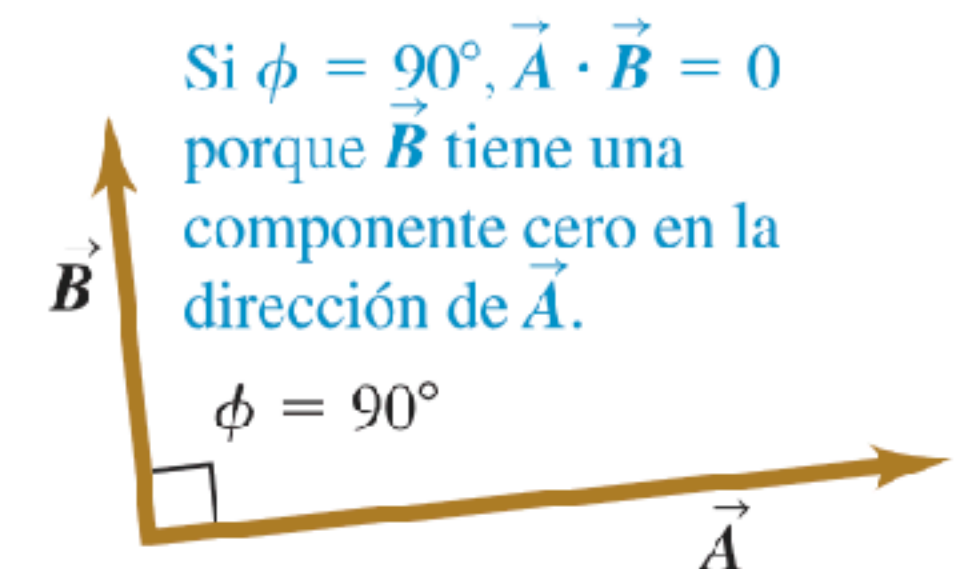 Si ϕ = 90°, A⃗ · B⃗ = 0
porque B⃗ tiene una
componente cero en la
dirección de A⃗.
B⃗
ϕ = 90°
A⃗